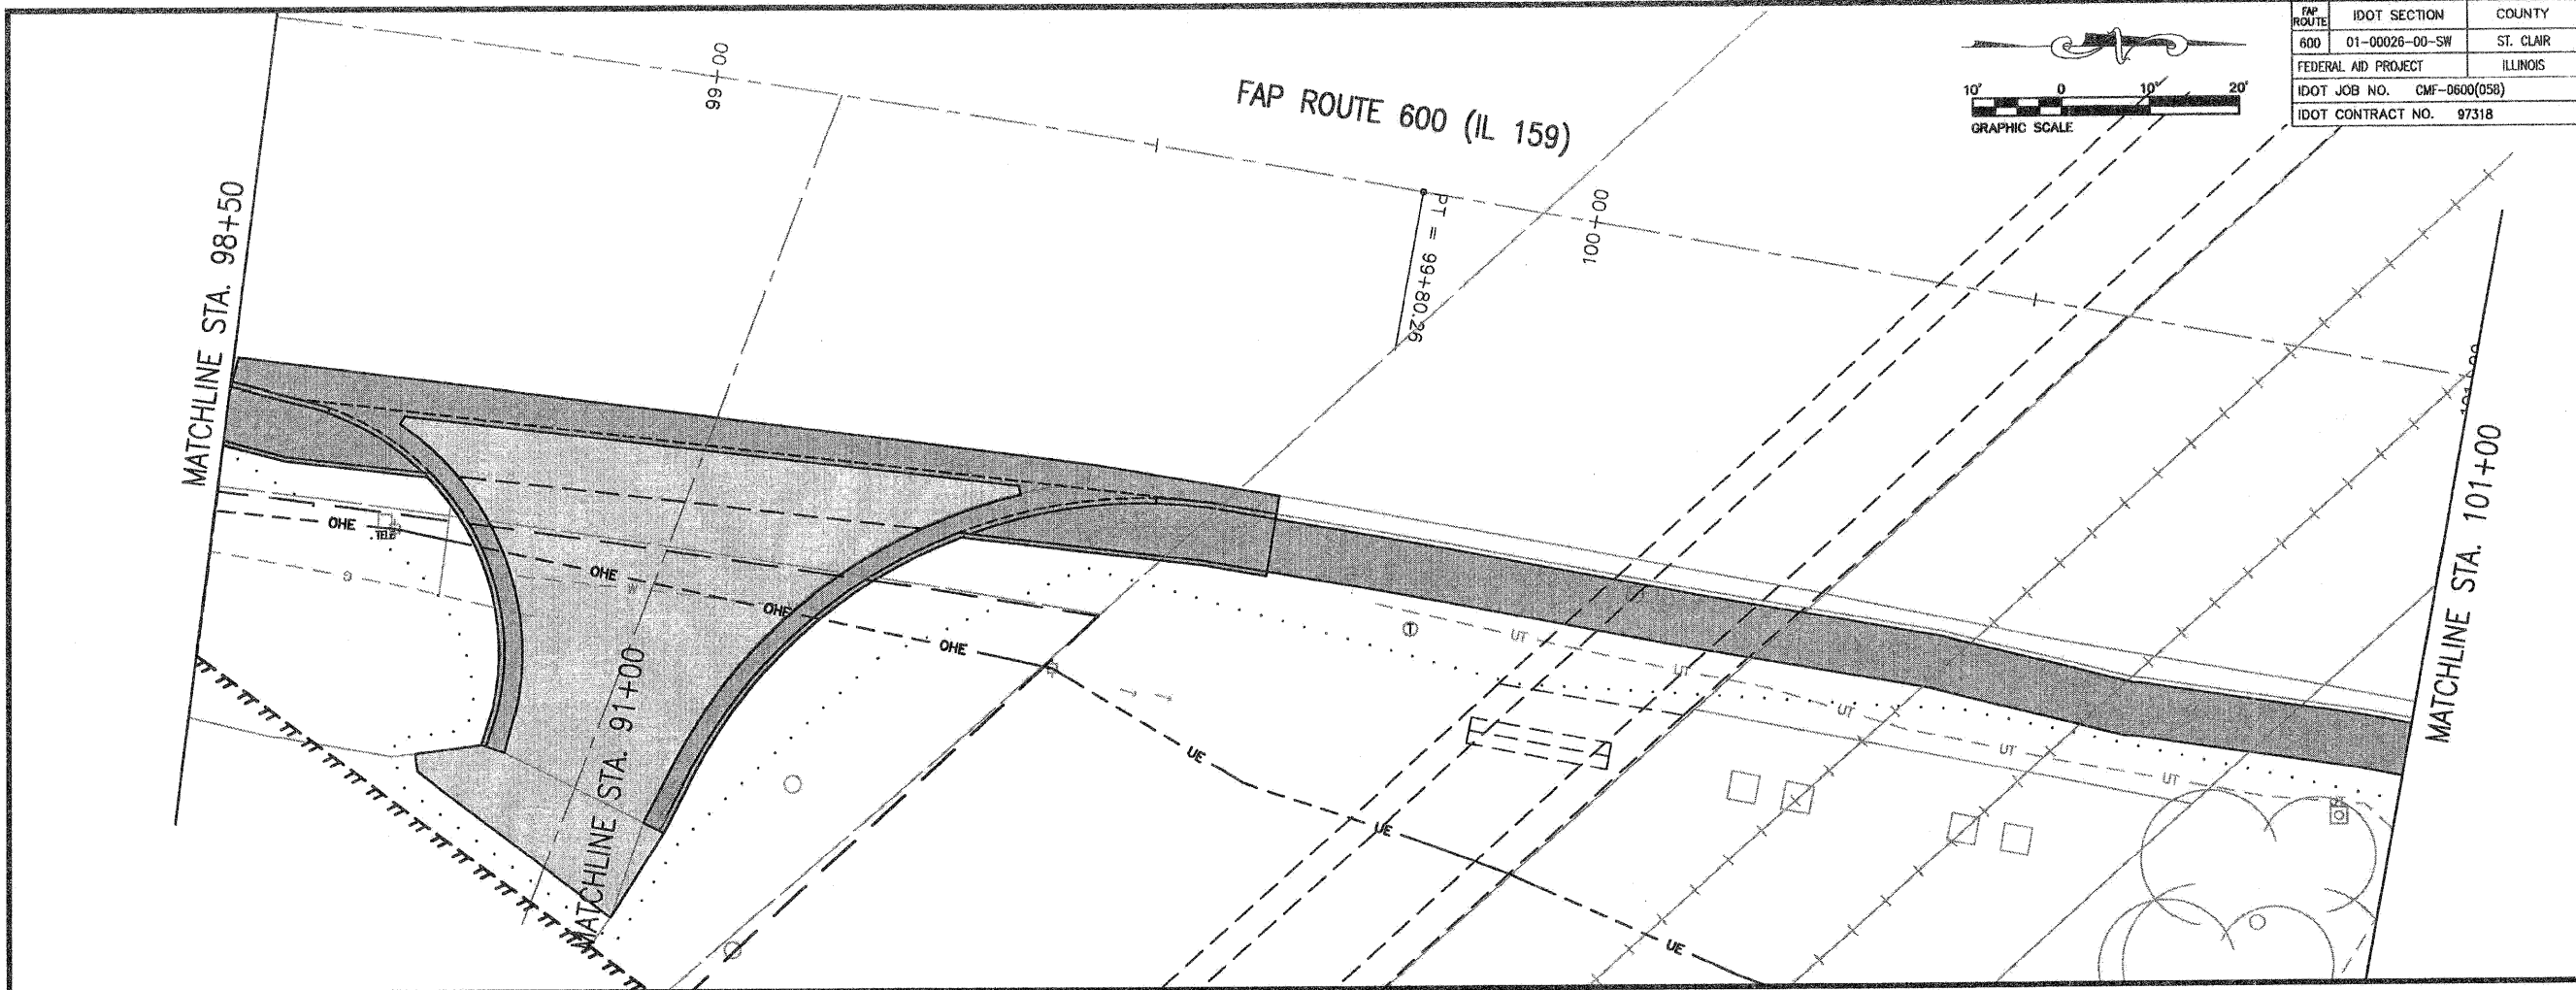 FAP ROUTE IDOT SECTION COUNTY
600 01-00026-00-SW ST. CLAIR
FEDERAL AID PROJECT ILLINOIS
IDOT JOB NO. CMF-0600(058)
IDOT CONTRACT NO. 97318
10' 0 10' 20'
GRAPHIC SCALE
FAP ROUTE 600 (IL 159)
99+00
PT = 99+80.26
100+00
MATCHLINE STA. 98+50
MATCHLINE STA. 101+00
MATCHLINE STA. 91+00
OHE
TELE
G
OHE
W
OHE
OHE
T
UT
UT
UT
UT
UT
UE
UE
UE